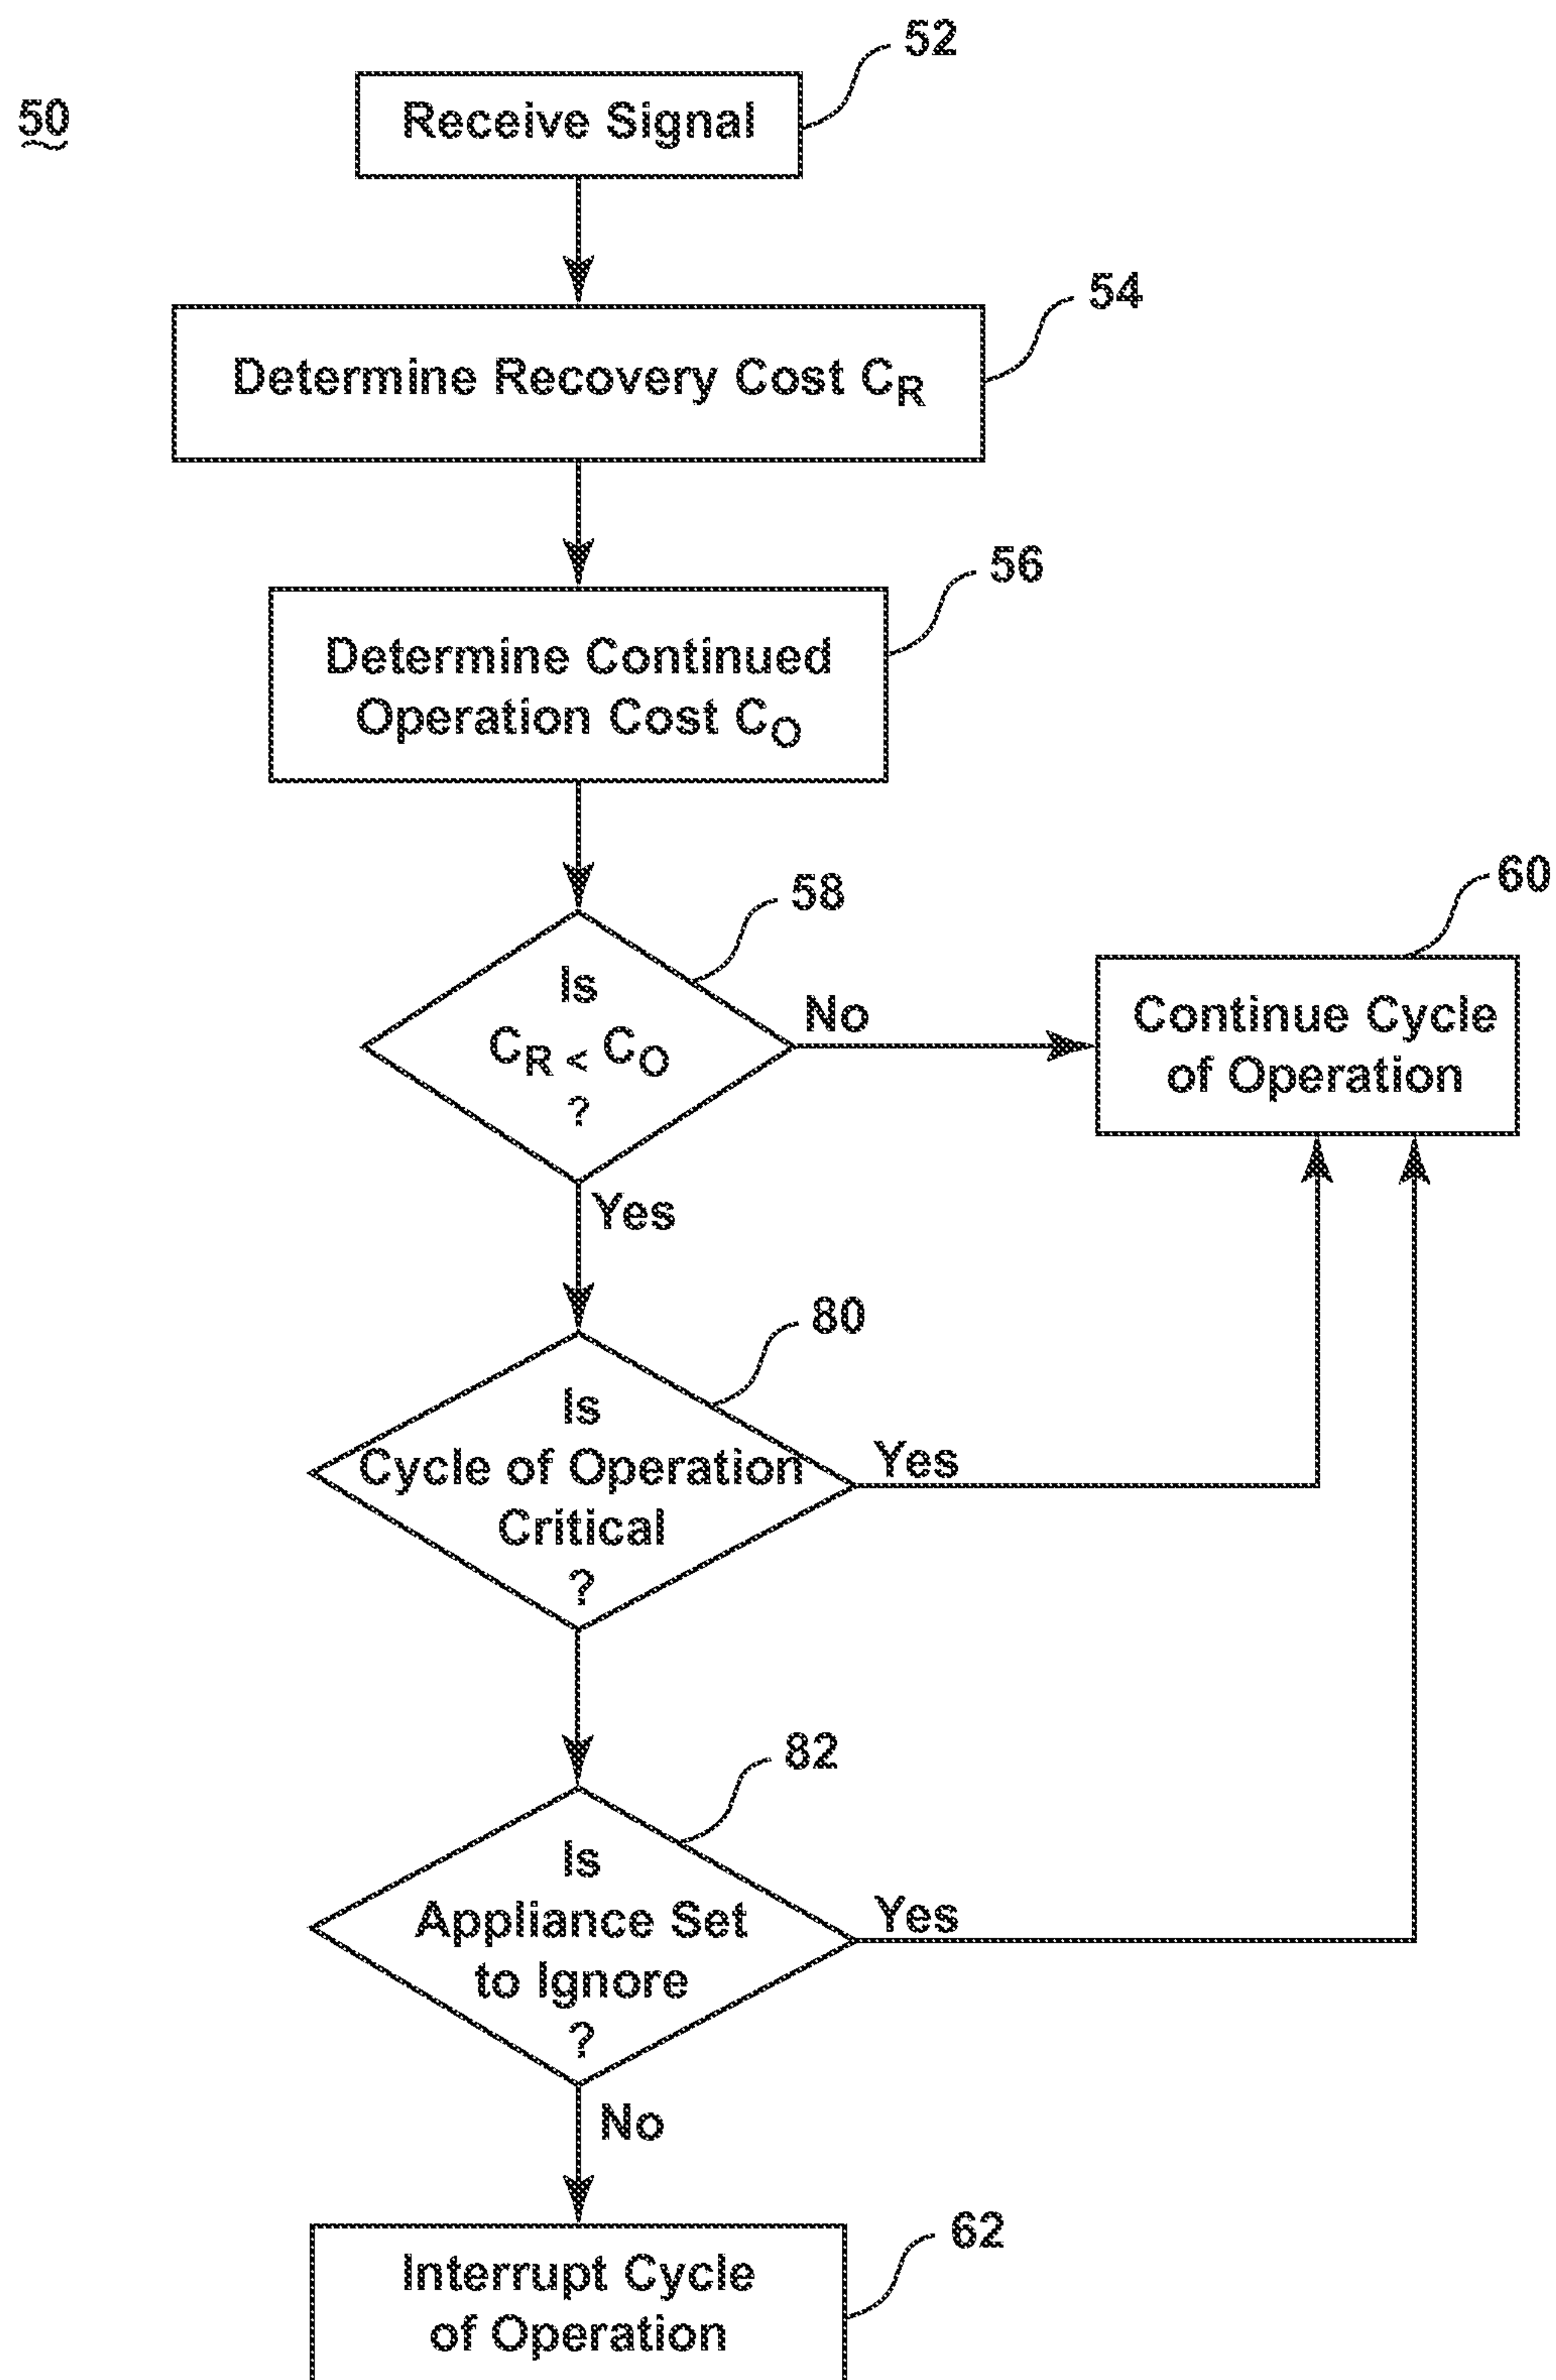 50
52
Receive Signal
54
Determine Recovery Cost CR
56
Determine Continued
Operation Cost CO
58
Is
CR < CO
?
No
60
Continue Cycle
of Operation
Yes
80
Is
Cycle of Operation
Critical
?
Yes
82
Is
Appliance Set
to Ignore
?
Yes
No
62
Interrupt Cycle
of Operation